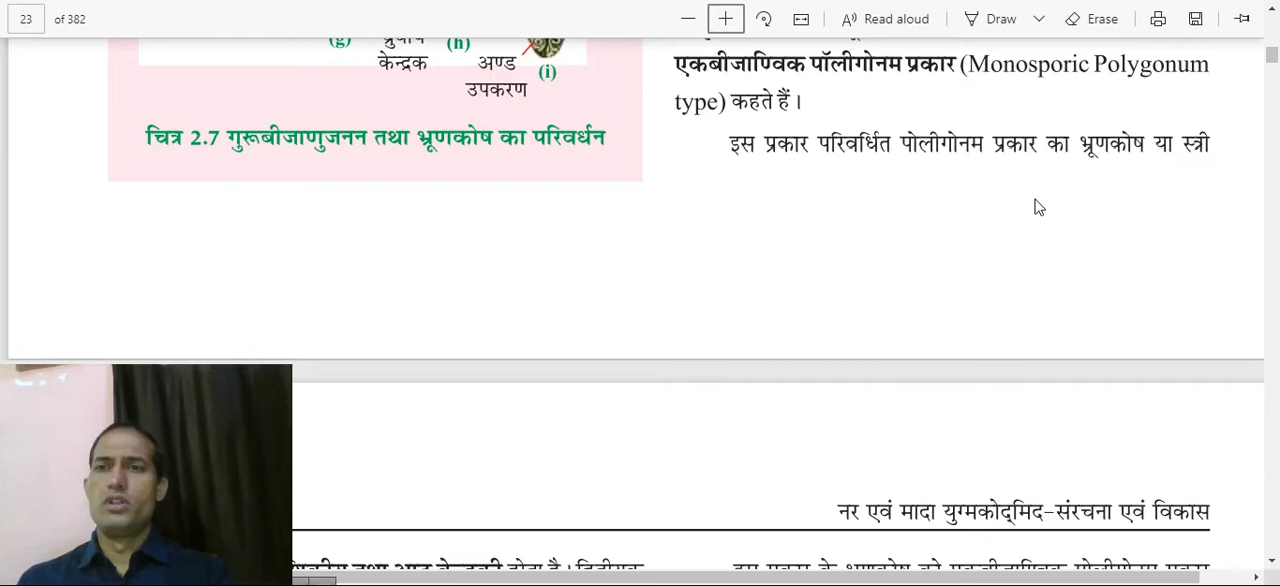 23 of 382 Read aloud Draw Erase
(g) भ्रुणीय (h)
केन्द्रक अण्ड (i)
उपकरण
चित्र 2.7 गुरूबीजाणुजनन तथा भ्रूणकोष का परिवर्धन
एकबीजाण्विक पॉलीगोनम प्रकार (Monosporic Polygonum
type) कहते हैं।
इस प्रकार परिवर्धित पोलीगोनम प्रकार का भ्रूणकोष या स्त्री
नर एवं मादा युग्मकोद्‌मिद-संरचना एवं विकास